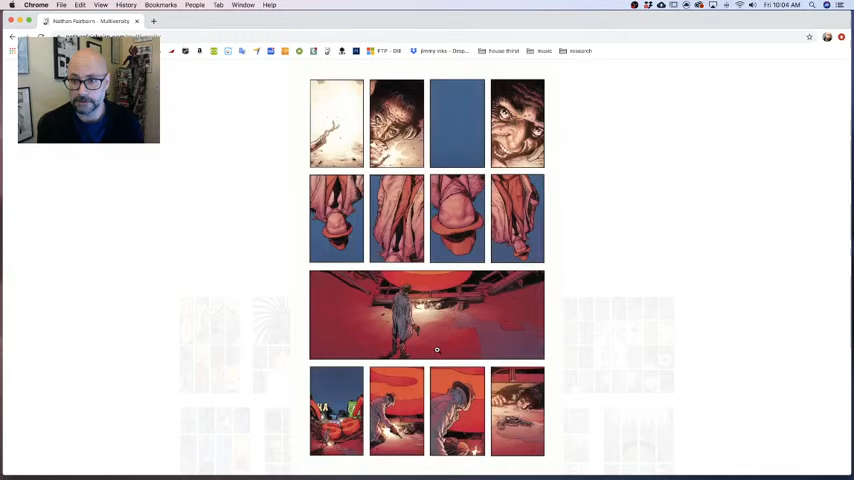 Chrome File Edit View History Bookmarks People Tab Window Help Fri 10:04 AM
Nathan Fairbairn - Multiversity
FTP - DIR jimmy inks - Drop... house thirst music research